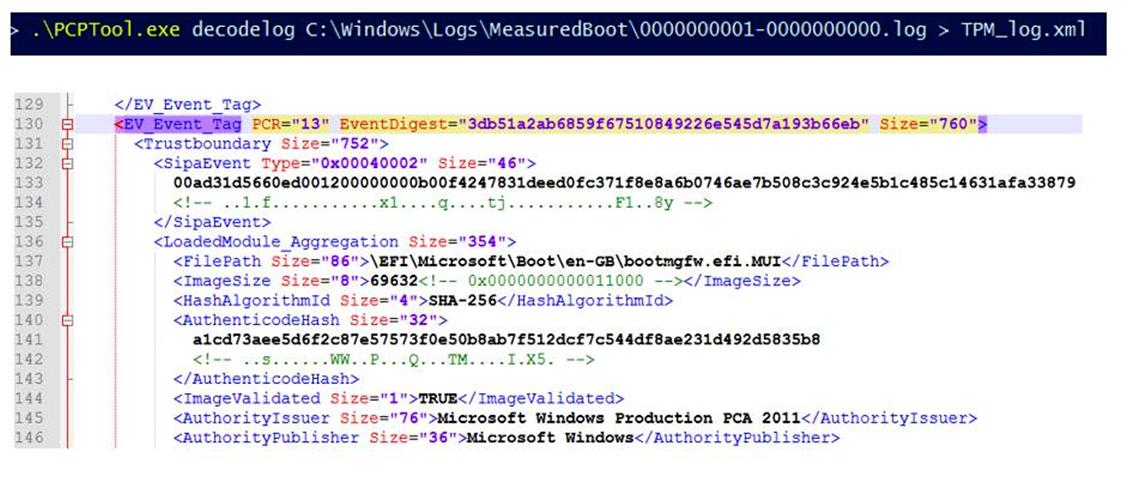 > .\PCPTool.exe decodelog C:\Windows\Logs\MeasuredBoot\0000000001-0000000000.log > TPM_log.xml
129 </EV_Event_Tag>
130 <EV_Event_Tag PCR="13" EventDigest="3db51a2ab6859f67510849226e545d7a193b66eb" Size="760">
131 <Trustboundary Size="752">
132 <SipaEvent Type="0x00040002" Size="46">
133 00ad31d5660ed001200000000b00f4247831deed0fc371f8e8a6b0746ae7b508c3c924e5b1c485c14631afa33879
134 <!-- ..1.f...........x1....q....tj...........F1..8y -->
135 </SipaEvent>
136 <LoadedModule_Aggregation Size="354">
137 <FilePath Size="86">\EFI\Microsoft\Boot\en-GB\bootmgfw.efi.MUI</FilePath>
138 <ImageSize Size="8">69632<!-- 0x0000000000011000 --></ImageSize>
139 <HashAlgorithmId Size="4">SHA-256</HashAlgorithmId>
140 <AuthenticodeHash Size="32">
141 a1cd73aee5d6f2c87e57573f0e50b8ab7f512dcf7c544df8ae231d492d5835b8
142 <!-- ..s......WW..P...Q...TM....I.X5. -->
143 </AuthenticodeHash>
144 <ImageValidated Size="1">TRUE</ImageValidated>
145 <AuthorityIssuer Size="76">Microsoft Windows Production PCA 2011</AuthorityIssuer>
146 <AuthorityPublisher Size="36">Microsoft Windows</AuthorityPublisher>